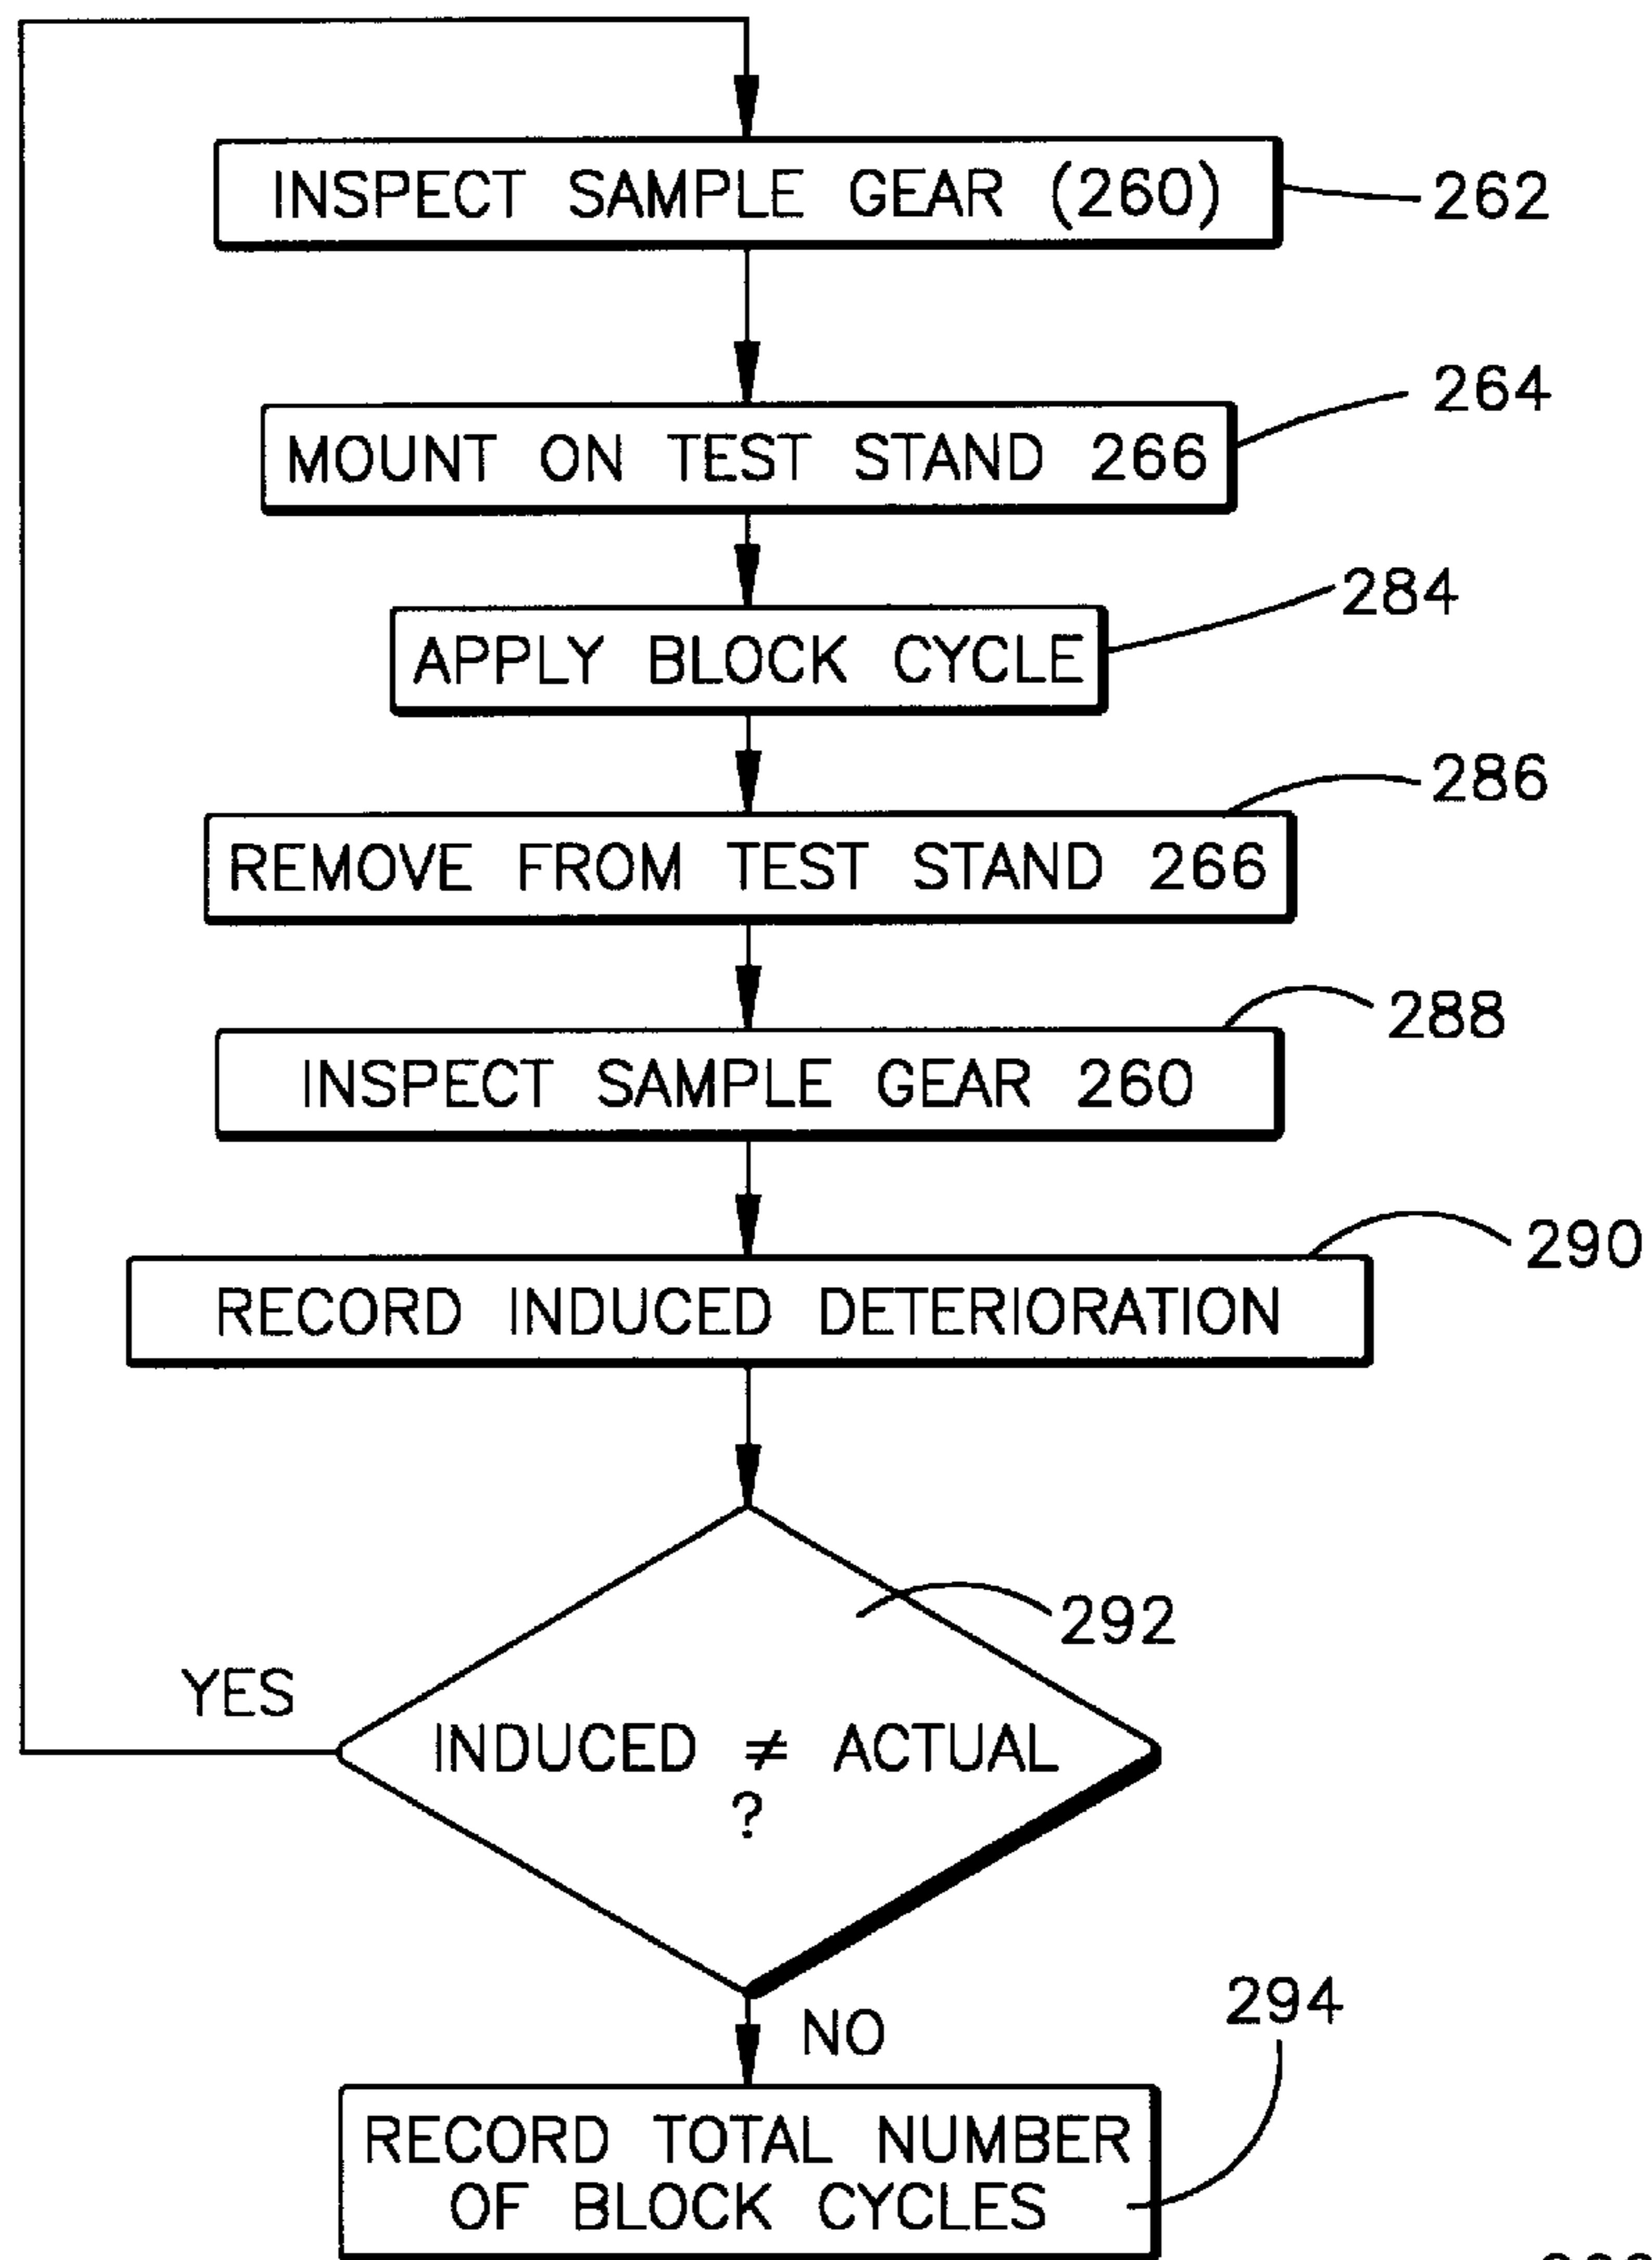 INSPECT SAMPLE GEAR (260)
262
264
MOUNT ON TEST STAND 266
284
APPLY BLOCK CYCLE
286
REMOVE FROM TEST STAND 266
288
INSPECT SAMPLE GEAR 260
290
RECORD INDUCED DETERIORATION
292
YES
INDUCED ≠ ACTUAL
?
NO
294
RECORD TOTAL NUMBER
OF BLOCK CYCLES